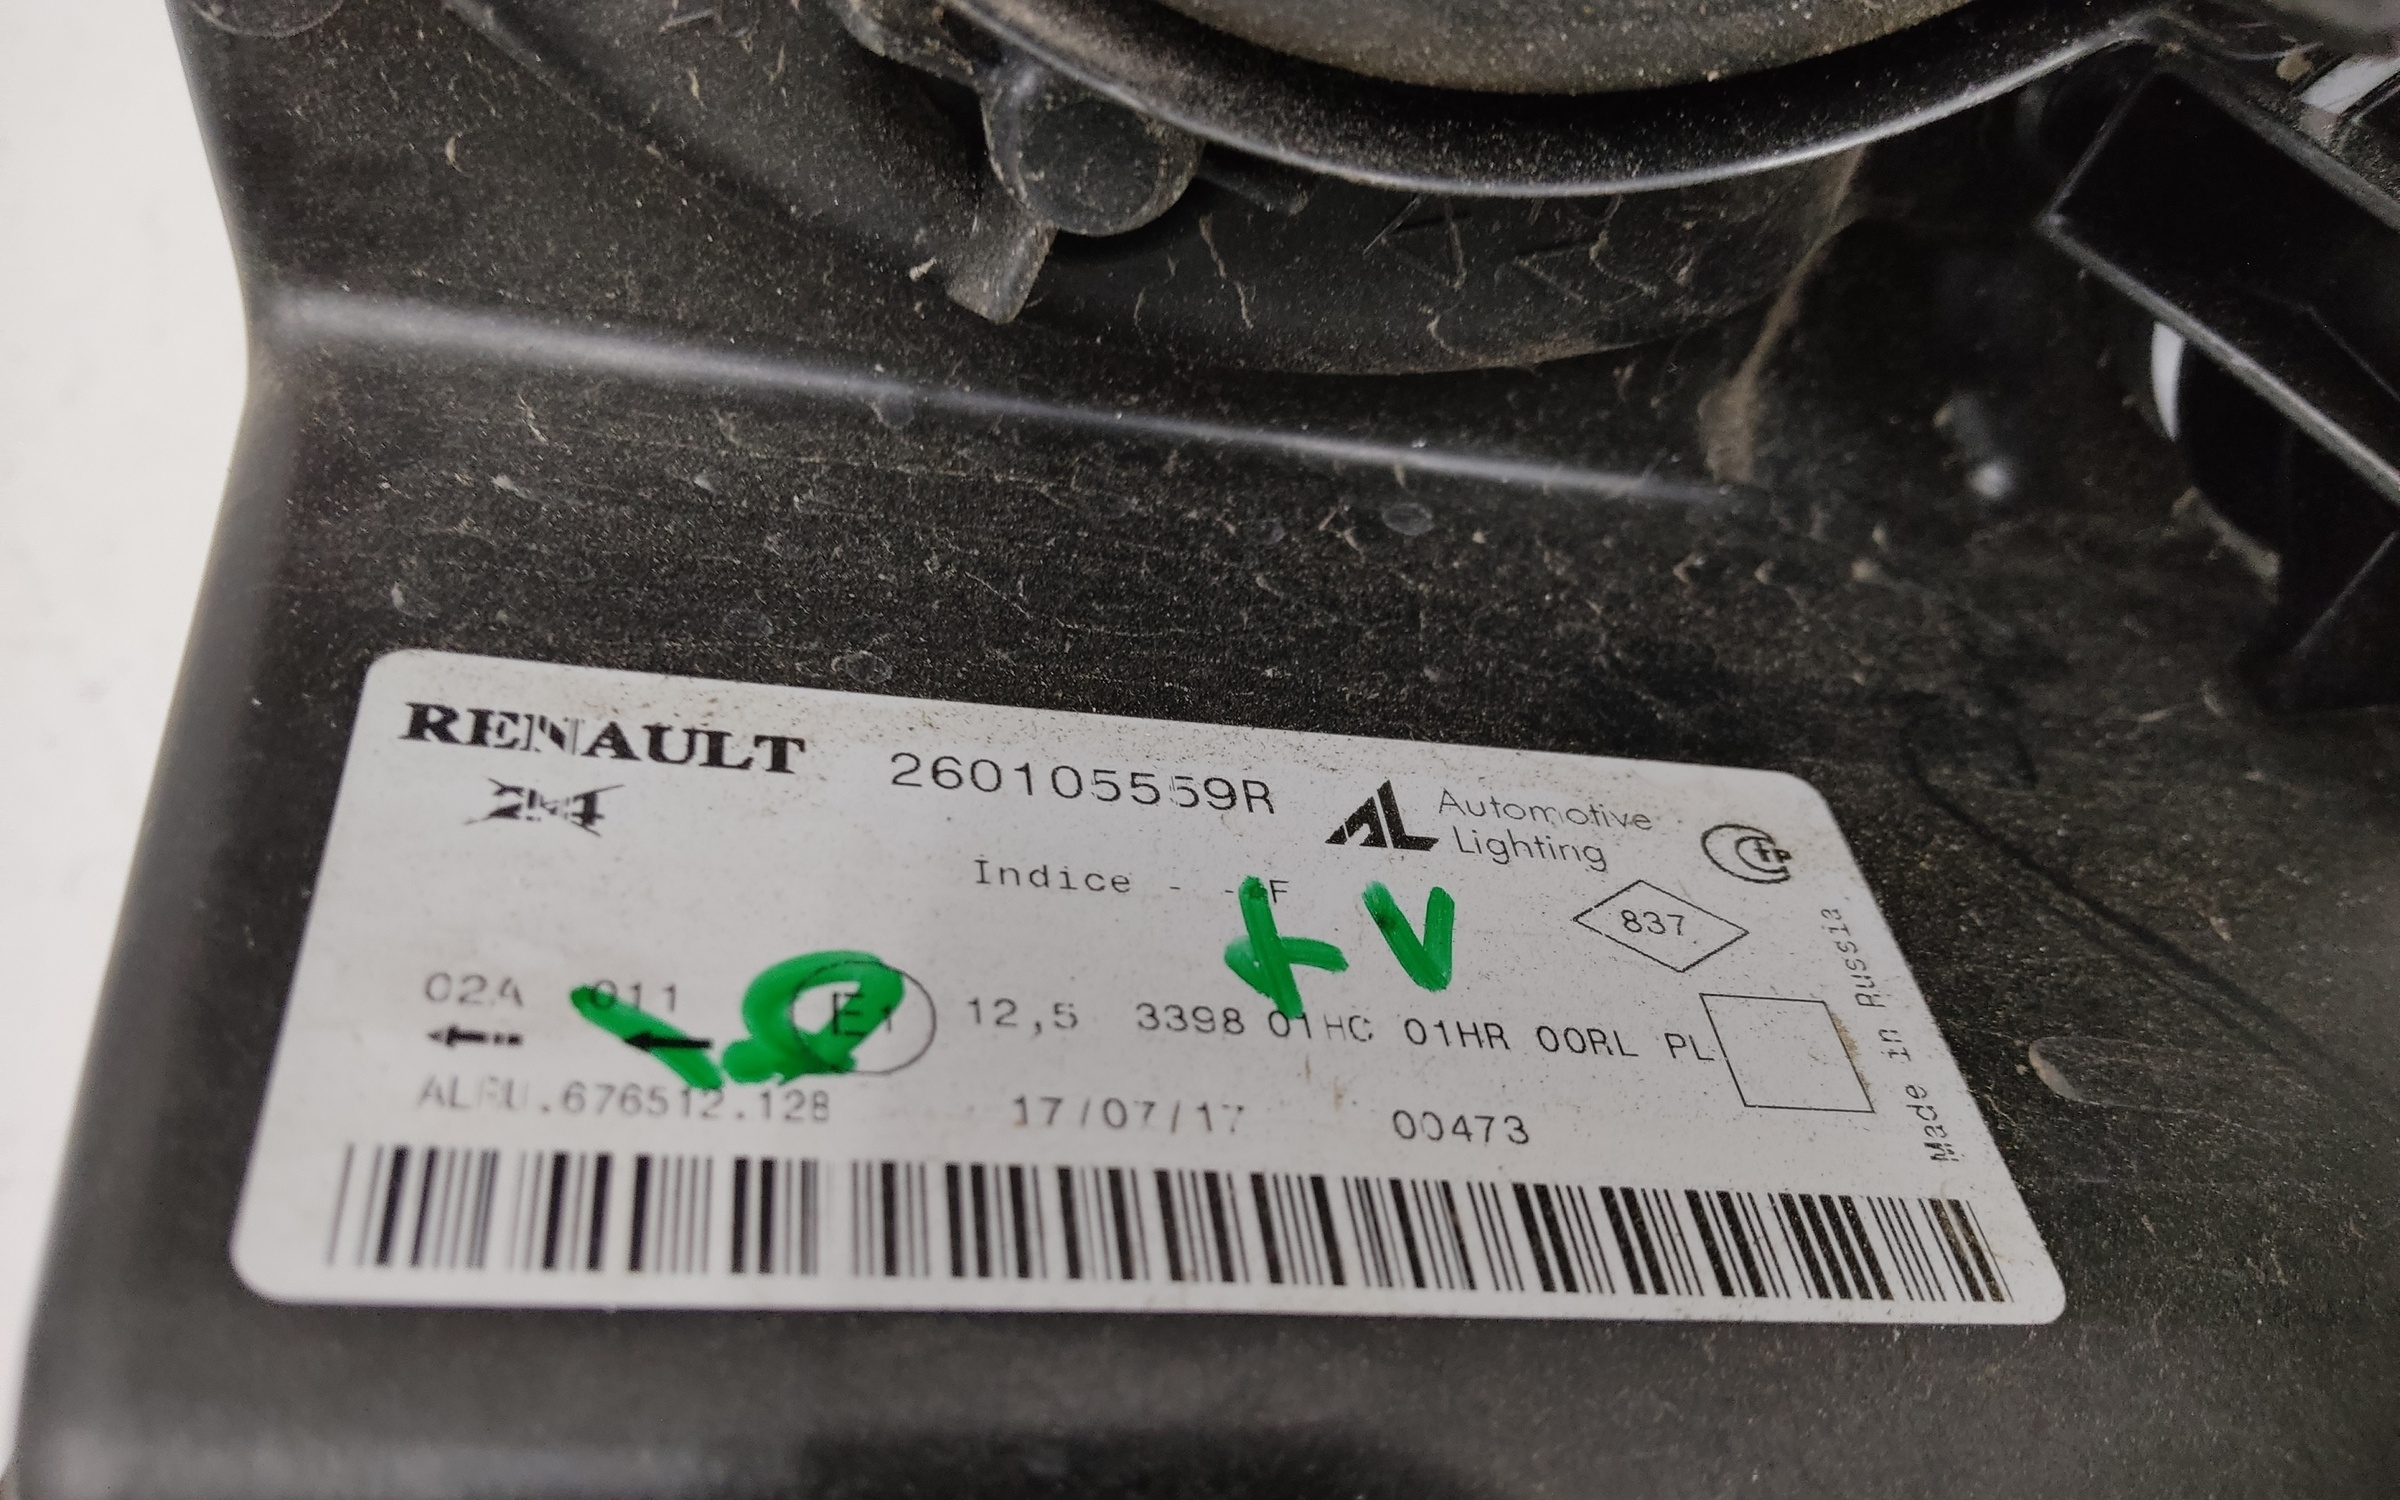 RENAULT 260105559R
Automotive
Lighting
Indice - - F
837
02A 011 E1 12,5 3398 01HC 01HR 00RL PL
ALRU.676512.128 17/07/17 00473
Made in Russia